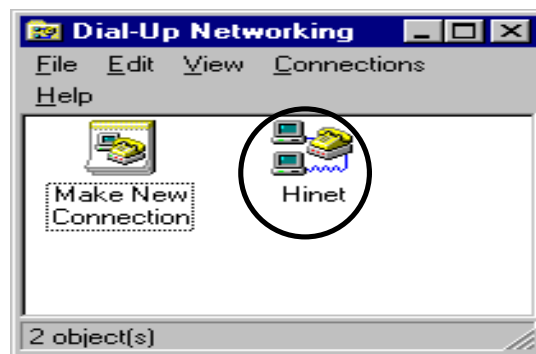 Dial-Up Networking
File Edit View Connections
Help
Make New
Connection
Hinet
2 object(s)